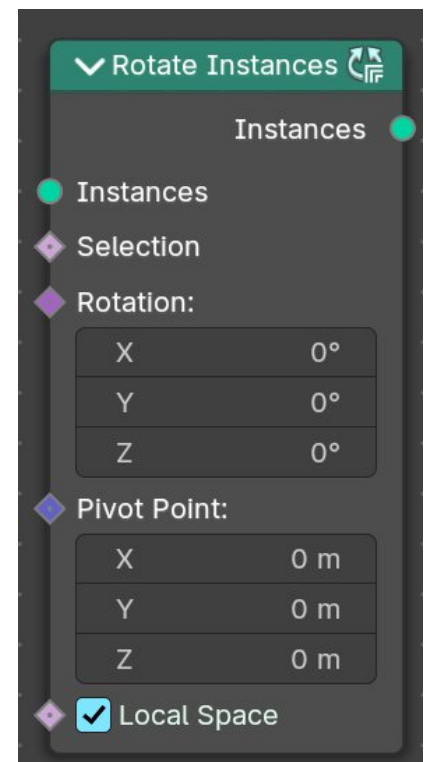 Rotate Instances
Instances
Instances
Selection
Rotation:
X 0°
Y 0°
Z 0°
Pivot Point:
X 0 m
Y 0 m
Z 0 m
Local Space